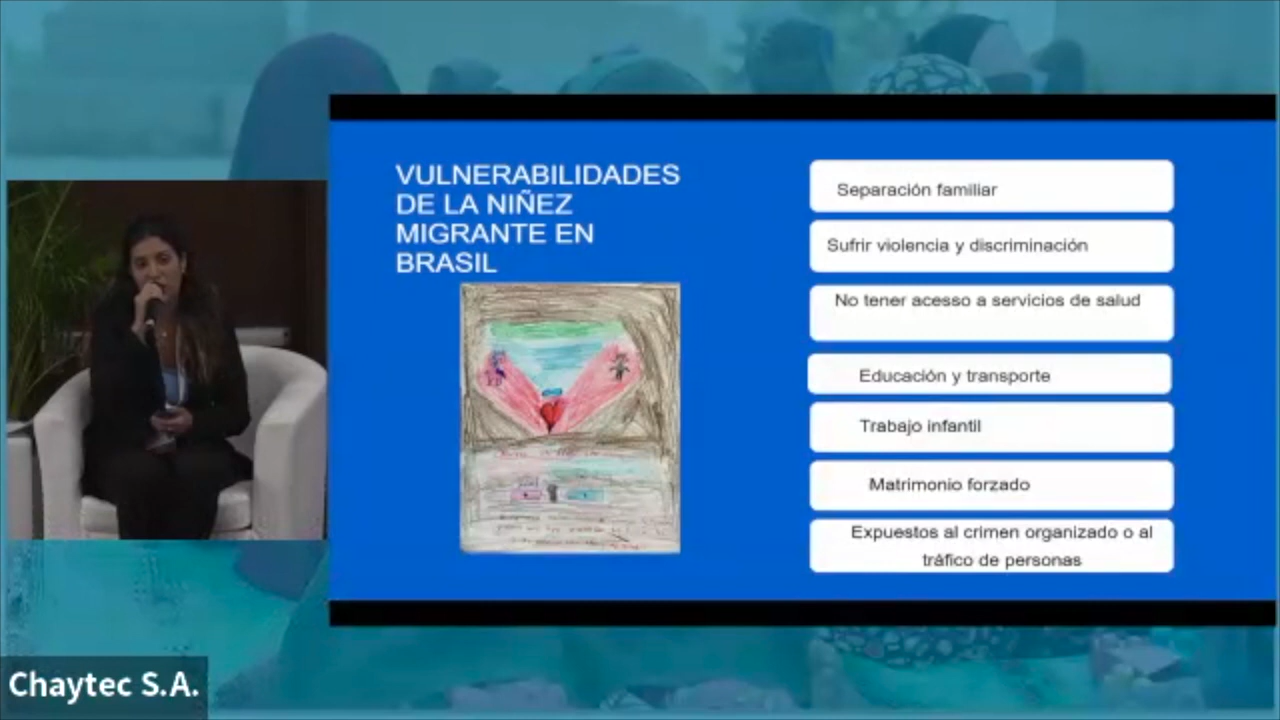 VULNERABILIDADES
DE LA NIÑEZ
MIGRANTE EN
BRASIL
Separación familiar
Sufrir violencia y discriminación
No tener acesso a servicios de salud
Educación y transporte
Trabajo infantil
Matrimonio forzado
Expuestos al crimen organizado o al
tráfico de personas
Chaytec S.A.